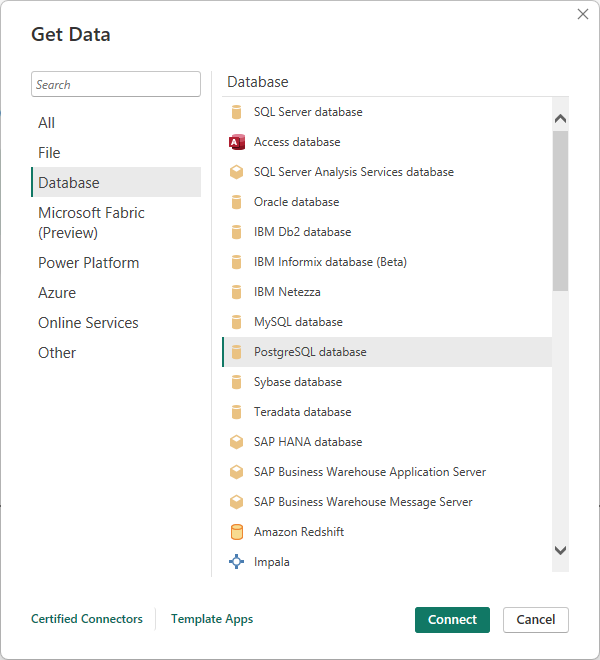 Get Data
Search
All
File
Database
Microsoft Fabric
(Preview)
Power Platform
Azure
Online Services
Other
Database
SQL Server database
Access database
SQL Server Analysis Services database
Oracle database
IBM Db2 database
IBM Informix database (Beta)
IBM Netezza
MySQL database
PostgreSQL database
Sybase database
Teradata database
SAP HANA database
SAP Business Warehouse Application Server
SAP Business Warehouse Message Server
Amazon Redshift
Impala
Certified Connectors
Template Apps
Connect
Cancel